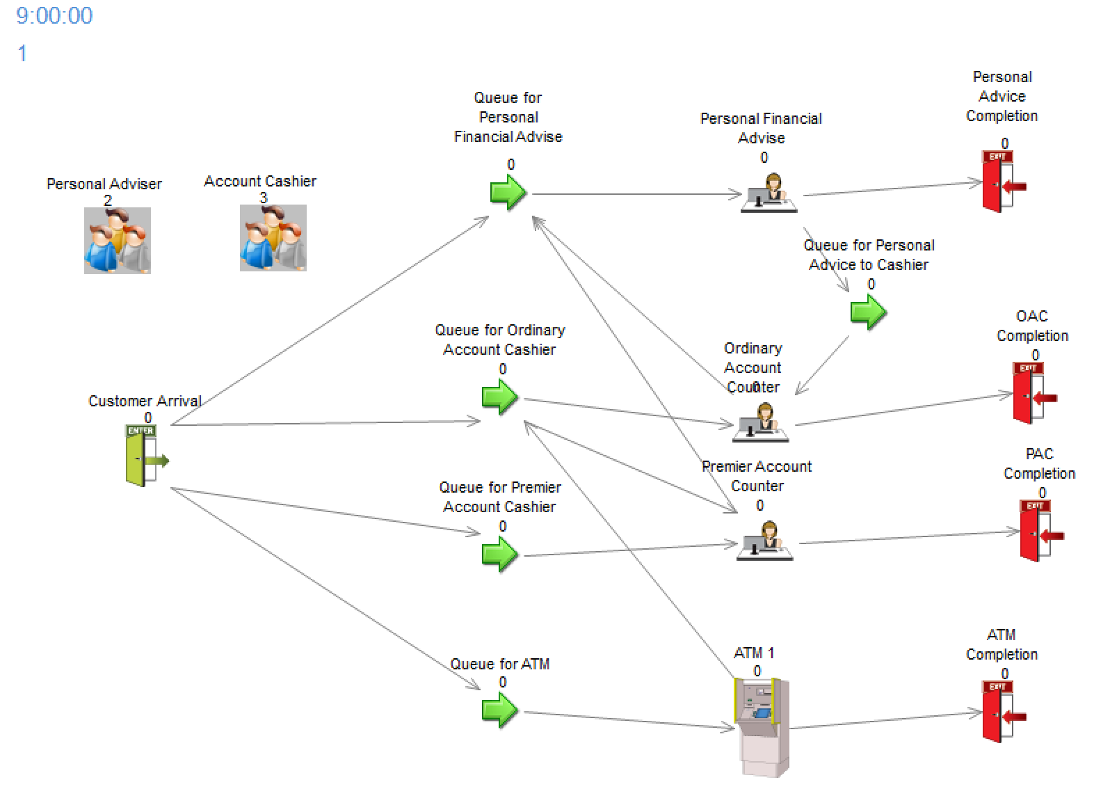 9:00:00
1
Personal
Advice
Completion
0
EXIT
Queue for
Personal
Financial Advise
0
Personal Financial
Advise
0
Personal Adviser
2
Account Cashier
3
Queue for Personal
Advice to Cashier
0
OAC
Completion
0
EXIT
Queue for Ordinary
Account Cashier
0
Ordinary
Account
Counter
0
Customer Arrival
0
ENTER
PAC
Completion
0
EXIT
Queue for Premier
Account Cashier
0
Premier Account
Counter
0
ATM
Completion
0
EXIT
Queue for ATM
0
ATM 1
0